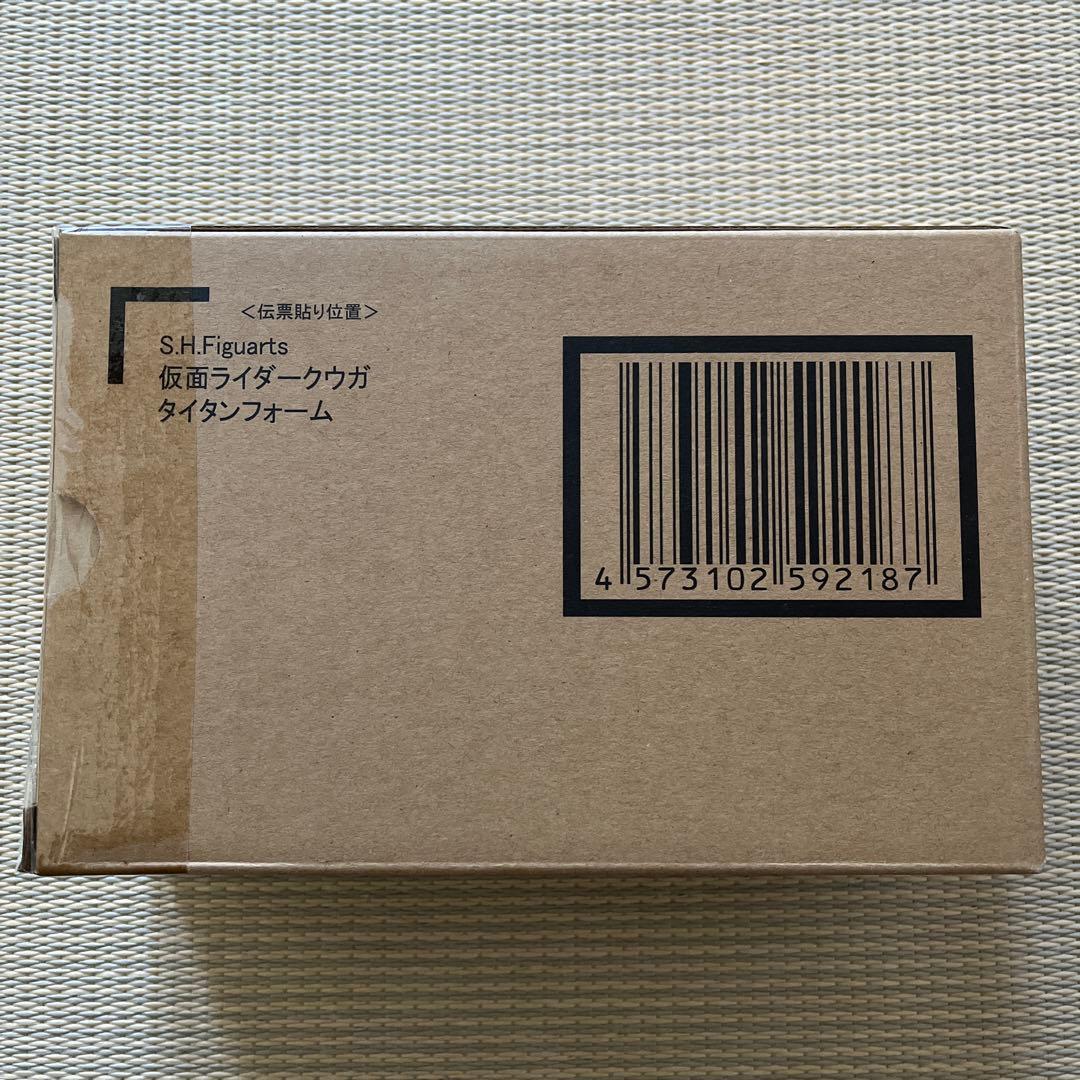 <伝票貼り位置>
S.H.Figuarts
仮面ライダークウガ
タイタンフォーム
4 573102 592187